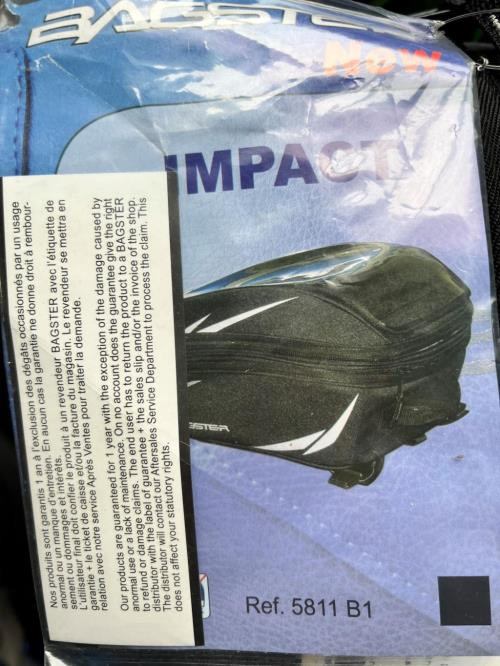 BAGSTER
New
IMPACT
Nos produits sont garantis 1 an à l'exclusion des dégâts occasionnés par un usage
anormal ou un manque d'entretien. En aucun cas la garantie ne donne droit à rembour-
sement ou dommages et intérêts.
L'utilisateur final doit confier le produit à un revendeur BAGSTER avec l'étiquette de
garantie + le ticket de caisse et/ou la facture du magasin. Le revendeur se mettra en
relation avec notre service Après Ventes pour traiter la demande.
Our products are guaranteed for 1 year with the exception of the damage caused by
anormal use or a lack of maintenance. On no account does the guarantee give the right
to refund or damage claims. The end user has to return the product to a BAGSTER
distributor with the label of guarantee + the sales slip and/or the invoice of the shop.
The distributor will contact our Aftersales Service Department to process the claim. This
does not affect your statutory rights.
GSTER
Ref. 5811 B1